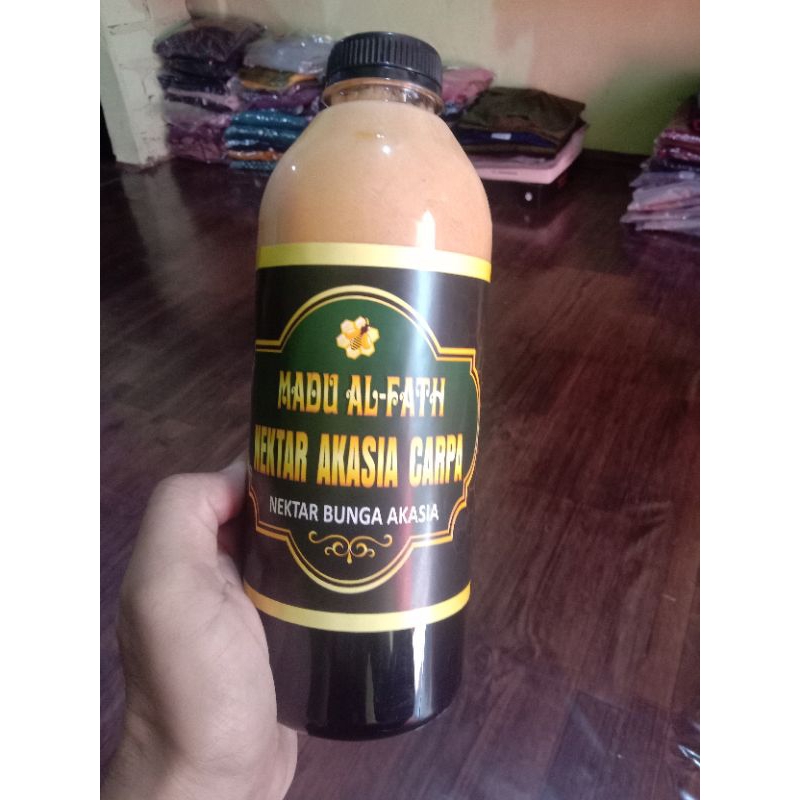 MADU AL-FATH
NEKTAR AKASIA CARPA
NEKTAR BUNGA AKASIA